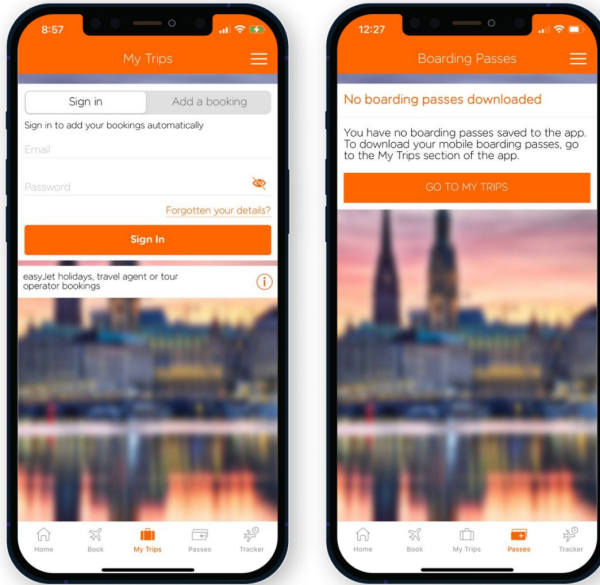 8:57
My Trips
Sign in
Add a booking
Sign in to add your bookings automatically
Email
Password
Forgotten your details?
Sign In
easyJet holidays, travel agent or tour
operator bookings
Home
Book
My Trips
Passes
Tracker
12:27
Boarding Passes
No boarding passes downloaded
You have no boarding passes saved to the app.
To download your mobile boarding passes, go
to the My Trips section of the app.
GO TO MY TRIPS
Home
Book
My Trips
Passes
Tracker